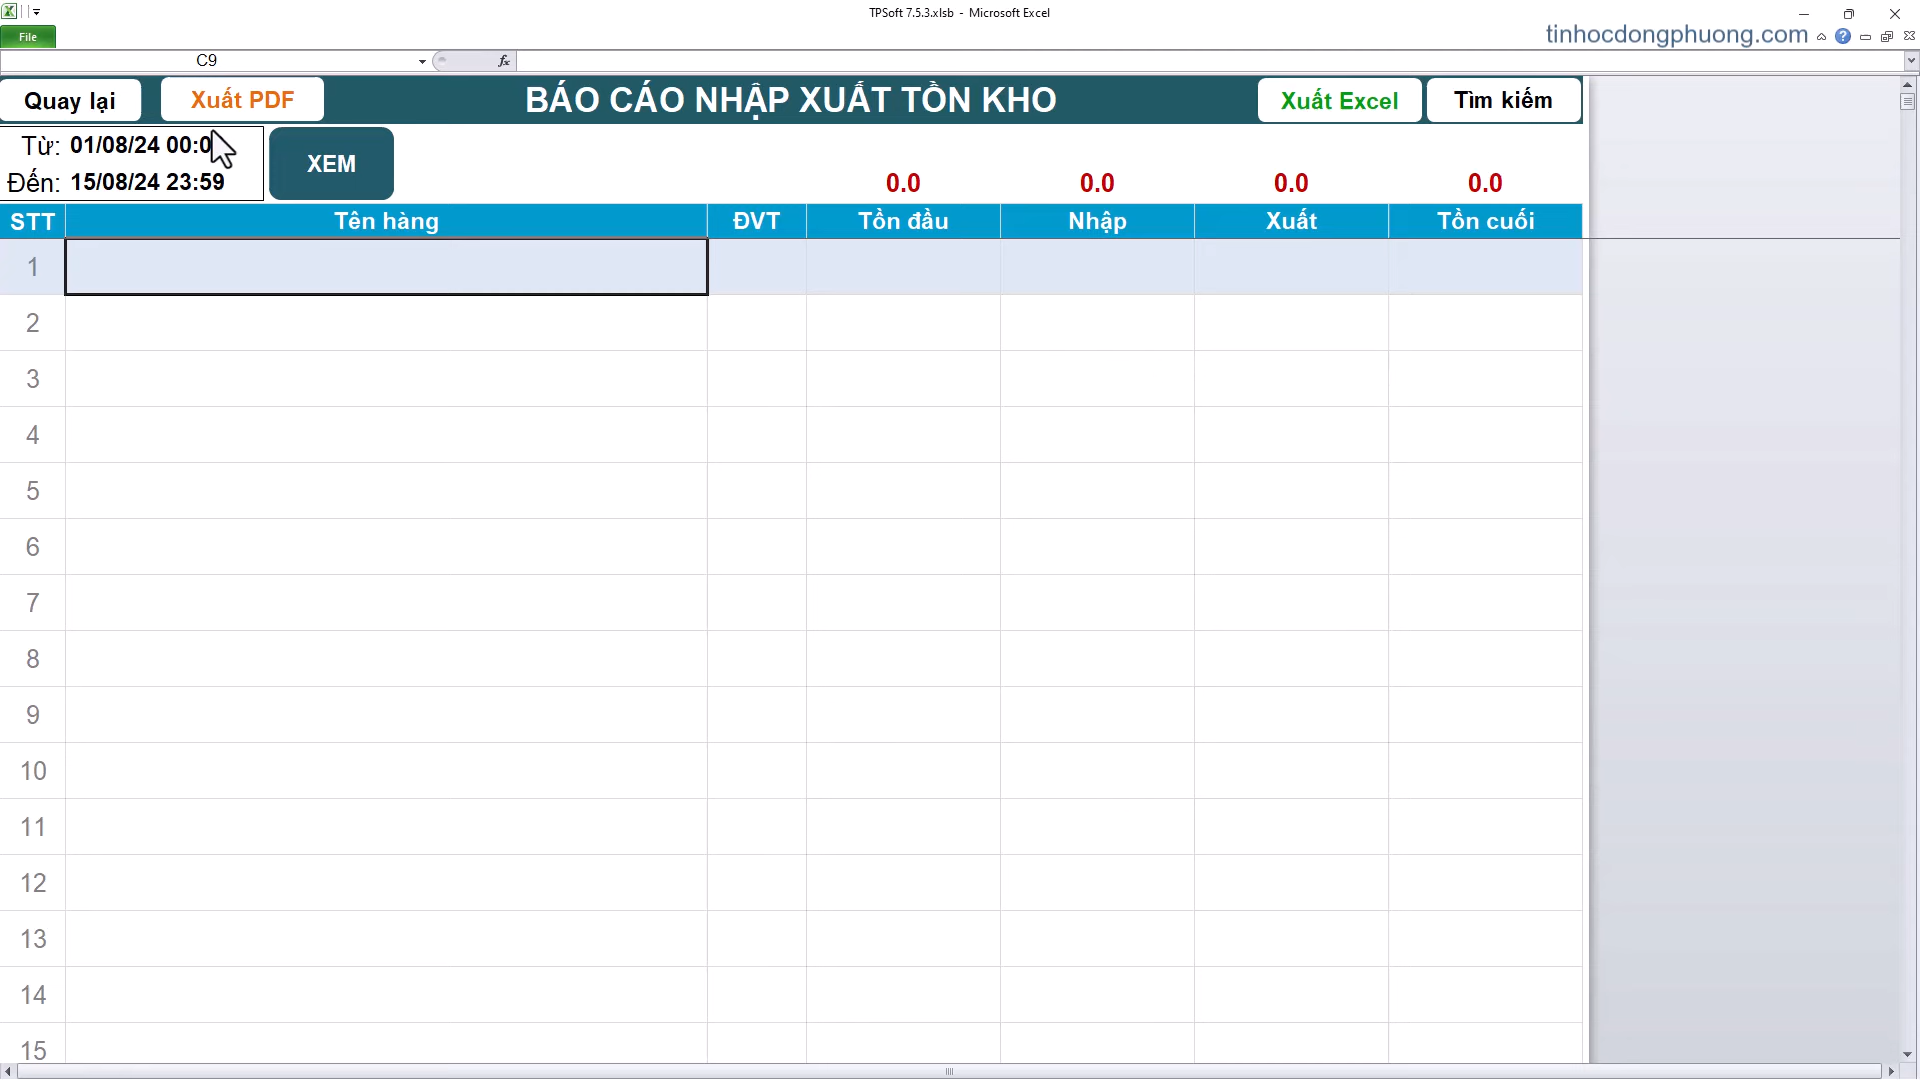 TPSoft 7.5.3.xlsb - Microsoft Excel
File
tinhocdongphuong.com
C9
fx
Quay lại
Xuất PDF
BÁO CÁO NHẬP XUẤT TỒN KHO
Xuất Excel
Tìm kiếm
Từ: 01/08/24 00:0
Đến: 15/08/24 23:59
XEM
0.0 0.0 0.0 0.0
STT Tên hàng ĐVT Tồn đầu Nhập Xuất Tồn cuối
1
2
3
4
5
6
7
8
9
10
11
12
13
14
15